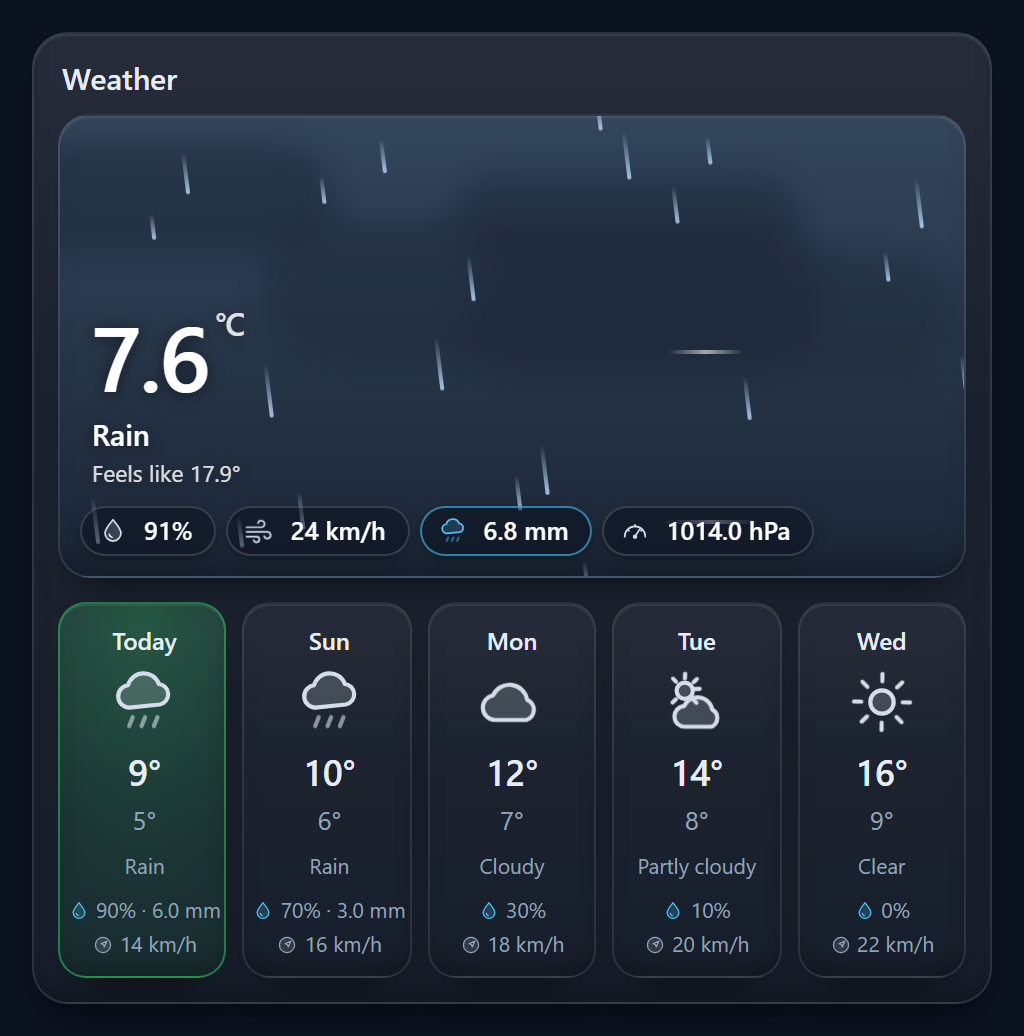 Weather
7.6 °C
Rain
Feels like 17.9°
91% 24 km/h 6.8 mm 1014.0 hPa
Today Sun Mon Tue Wed
9° 10° 12° 14° 16°
5° 6° 7° 8° 9°
Rain Rain Cloudy Partly cloudy Clear
90% · 6.0 mm 70% · 3.0 mm 30% 10% 0%
14 km/h 16 km/h 18 km/h 20 km/h 22 km/h